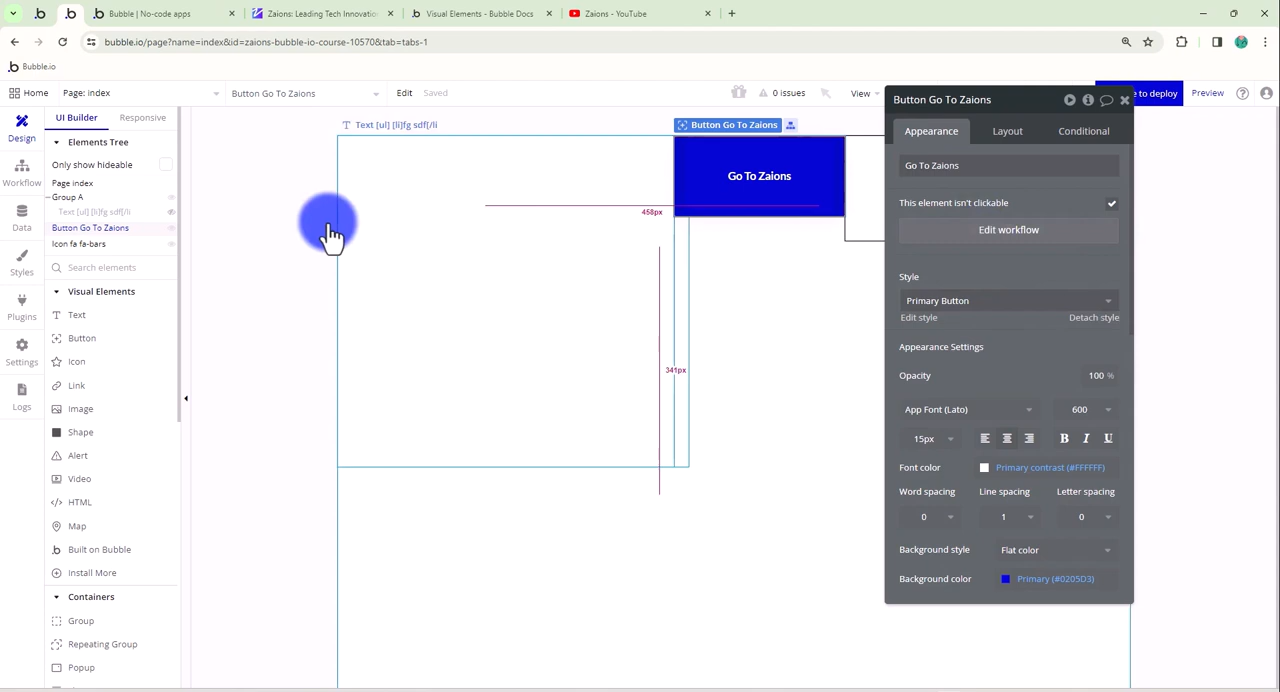 Bubble | No-code apps
Zaions: Leading Tech Innovatio
Visual Elements - Bubble Docs
Zaions - YouTube
bubble.io/page?name=index&id=zaions-bubble-io-course-10570&tab=tabs-1
Bubble.io
Home
Page: index
Button Go To Zaions
Edit
Saved
0 issues
View
e to deploy
Preview
Design
Workflow
Data
Styles
Plugins
Settings
Logs
UI Builder
Responsive
Elements Tree
Only show hideable
Page index
Group A
Text [ul] [li]fg sdf[/li
Button Go To Zaions
Icon fa fa-bars
Search elements
Visual Elements
Text
Button
Icon
Link
Image
Shape
Alert
Video
HTML
Map
Built on Bubble
Install More
Containers
Group
Repeating Group
Popup
Text [ul] [li]fg sdf[/li
Button Go To Zaions
Go To Zaions
458px
341px
Button Go To Zaions
Appearance
Layout
Conditional
Go To Zaions
This element isn't clickable
Edit workflow
Style
Primary Button
Edit style
Detach style
Appearance Settings
Opacity
100 %
App Font (Lato)
600
15px
B I U
Font color
Primary contrast (#FFFFFF)
Word spacing
Line spacing
Letter spacing
0
1
0
Background style
Flat color
Background color
Primary (#0205D3)